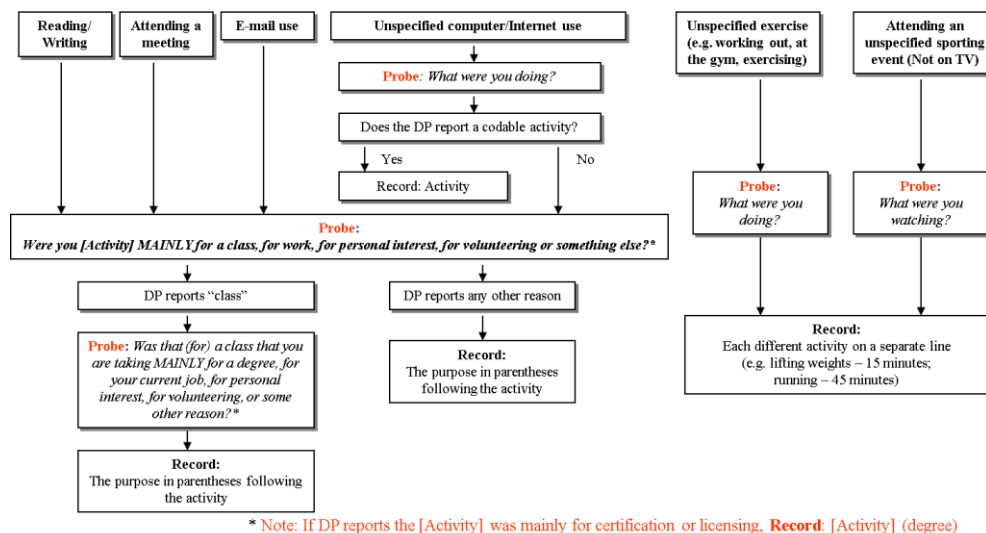 Reading/
Writing
Attending a
meeting
E-mail use
Unspecified computer/Internet use
Unspecified exercise
(e.g. working out, at
the gym, exercising)
Attending an
unspecified sporting
event (Not on TV)
Probe: What were you doing?
Does the DP report a codable activity?
Yes
No
Record: Activity
Probe:
What were you
doing?
Probe:
What were you
watching?
Probe:
Were you [Activity] MAINLY for a class, for work, for personal interest, for volunteering or something else?*
DP reports “class”
DP reports any other reason
Probe: Was that (for) a class that you
are taking MAINLY for a degree, for
your current job, for personal
interest, for volunteering, or some
other reason?*
Record:
The purpose in parentheses
following the activity
Record:
Each different activity on a separate line
(e.g. lifting weights – 15 minutes;
running – 45 minutes)
Record:
The purpose in parentheses following
the activity
* Note: If DP reports the [Activity] was mainly for certification or licensing, Record: [Activity] (degree)